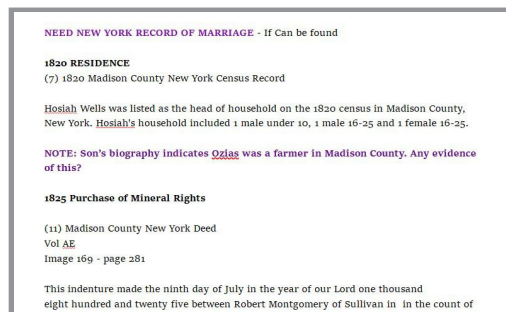 NEED NEW YORK RECORD OF MARRIAGE - If Can be found
1820 RESIDENCE
(7) 1820 Madison County New York Census Record
Hosiah Wells was listed as the head of household on the 1820 census in Madison County,
New York. Hosiah's household included 1 male under 10, 1 male 16-25 and 1 female 16-25.
NOTE: Son's biography indicates Ozias was a farmer in Madison County. Any evidence
of this?
1825 Purchase of Mineral Rights
(11) Madison County New York Deed
Vol AE
Image 169 - page 281
This indenture made the ninth day of July in the year of our Lord one thousand
eight hundred and twenty five between Robert Montgomery of Sullivan in in the count of